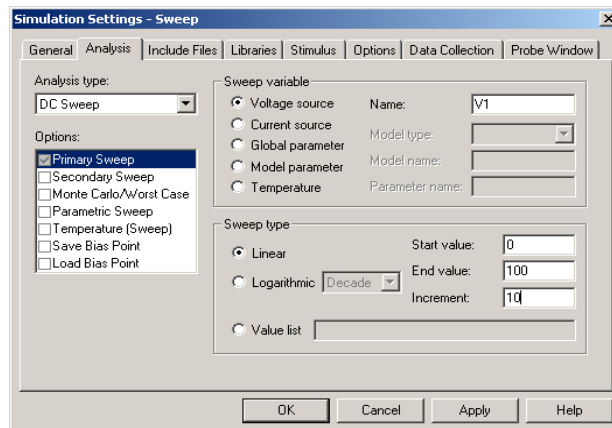 Simulation Settings - Sweep
General Analysis Include Files Libraries Stimulus Options Data Collection Probe Window
Analysis type:
DC Sweep
Options:
Primary Sweep
Secondary Sweep
Monte Carlo/Worst Case
Parametric Sweep
Temperature (Sweep)
Save Bias Point
Load Bias Point
Sweep variable
Voltage source
Current source
Global parameter
Model parameter
Temperature
Name: V1
Model type:
Model name:
Parameter name:
Sweep type
Linear
Logarithmic Decade
Value list
Start value: 0
End value: 100
Increment: 10
OK Cancel Apply Help